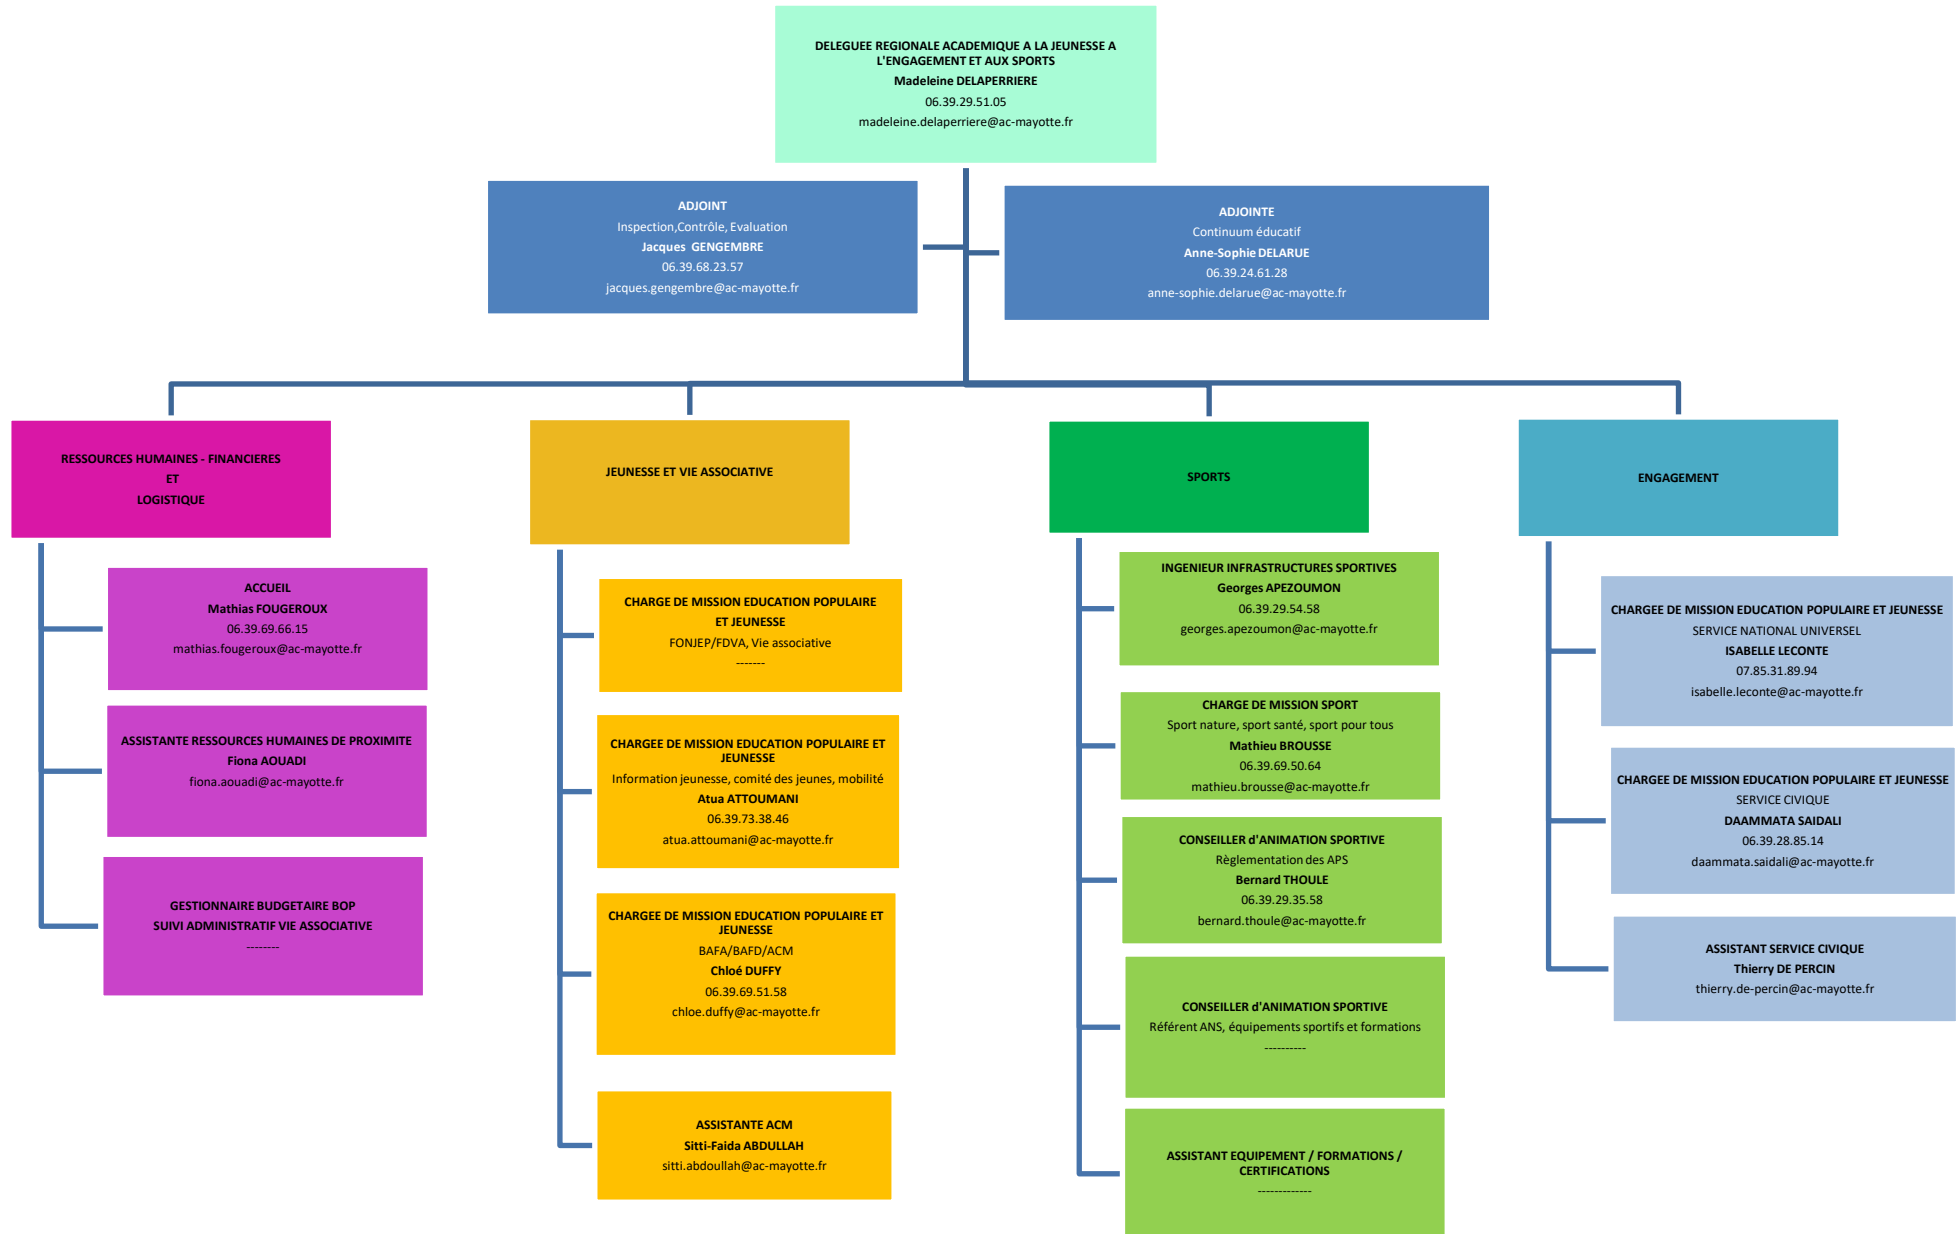 DELEGUEE REGIONALE ACADEMIQUE A LA JEUNESSE A
L'ENGAGEMENT ET AUX SPORTS
Madeleine DELAPERRIERE
06.39.29.51.05
madeleine.delaperriere@ac-mayotte.fr
ADJOINT
Inspection,Contrôle, Evaluation
Jacques GENGEMBRE
06.39.68.23.57
jacques.gengembre@ac-mayotte.fr
ADJOINTE
Continuum éducatif
Anne-Sophie DELARUE
06.39.24.61.28
anne-sophie.delarue@ac-mayotte.fr
RESSOURCES HUMAINES - FINANCIERES
ET
LOGISTIQUE
ACCUEIL
Mathias FOUGEROUX
06.39.69.66.15
mathias.fougeroux@ac-mayotte.fr
ASSISTANTE RESSOURCES HUMAINES DE PROXIMITE
Fiona AOUADI
fiona.aouadi@ac-mayotte.fr
GESTIONNAIRE BUDGETAIRE BOP
SUIVI ADMINISTRATIF VIE ASSOCIATIVE
--------
JEUNESSE ET VIE ASSOCIATIVE
CHARGE DE MISSION EDUCATION POPULAIRE
ET JEUNESSE
FONJEP/FDVA, Vie associative
-------
CHARGEE DE MISSION EDUCATION POPULAIRE ET
JEUNESSE
Information jeunesse, comité des jeunes, mobilité
Atua ATTOUMANI
06.39.73.38.46
atua.attoumani@ac-mayotte.fr
CHARGEE DE MISSION EDUCATION POPULAIRE ET
JEUNESSE
BAFA/BAFD/ACM
Chloé DUFFY
06.39.69.51.58
chloe.duffy@ac-mayotte.fr
ASSISTANTE ACM
Sitti-Faida ABDULLAH
sitti.abdoullah@ac-mayotte.fr
SPORTS
INGENIEUR INFRASTRUCTURES SPORTIVES
Georges APEZOUMON
06.39.29.54.58
georges.apezoumon@ac-mayotte.fr
CHARGE DE MISSION SPORT
Sport nature, sport santé, sport pour tous
Mathieu BROUSSE
06.39.69.50.64
mathieu.brousse@ac-mayotte.fr
CONSEILLER d'ANIMATION SPORTIVE
Règlementation des APS
Bernard THOULE
06.39.29.35.58
bernard.thoule@ac-mayotte.fr
CONSEILLER d'ANIMATION SPORTIVE
Référent ANS, équipements sportifs et formations
----------
ASSISTANT EQUIPEMENT / FORMATIONS /
CERTIFICATIONS
-------------
ENGAGEMENT
CHARGEE DE MISSION EDUCATION POPULAIRE ET JEUNESSE
SERVICE NATIONAL UNIVERSEL
ISABELLE LECONTE
07.85.31.89.94
isabelle.leconte@ac-mayotte.fr
CHARGEE DE MISSION EDUCATION POPULAIRE ET JEUNESSE
SERVICE CIVIQUE
DAAMMATA SAIDALI
06.39.28.85.14
daammata.saidali@ac-mayotte.fr
ASSISTANT SERVICE CIVIQUE
Thierry DE PERCIN
thierry.de-percin@ac-mayotte.fr